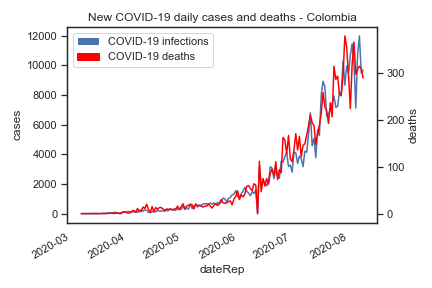 New COVID-19 daily cases and deaths - Colombia
COVID-19 infections
COVID-19 deaths
12000
10000
8000
6000
4000
2000
0
cases
300
200
100
0
deaths
2020-03
2020-04
2020-05
2020-06
2020-07
2020-08
dateRep